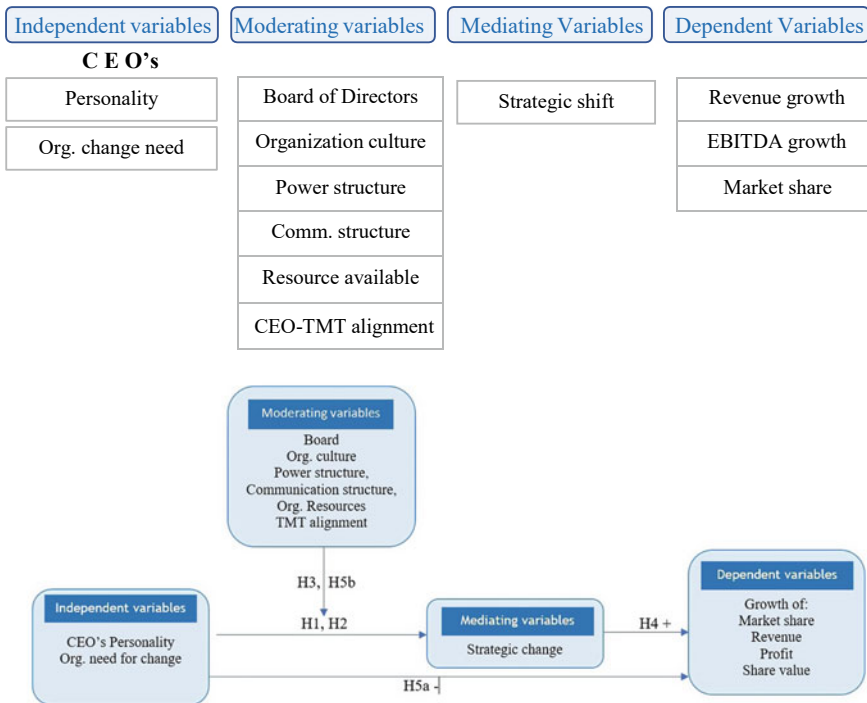 Independent variables
Moderating variables
Mediating Variables
Dependent Variables
C E O’s
Personality
Org. change need
Board of Directors
Organization culture
Power structure
Comm. structure
Resource available
CEO-TMT alignment
Strategic shift
Revenue growth
EBITDA growth
Market share
Moderating variables
Board
Org. culture
Power structure,
Communication structure,
Org. Resources
TMT alignment
H3, H5b
Independent variables
CEO’s Personality
Org. need for change
H1, H2
Mediating variables
Strategic change
H4 +
Dependent variables
Growth of:
Market share
Revenue
Profit
Share value
H5a -